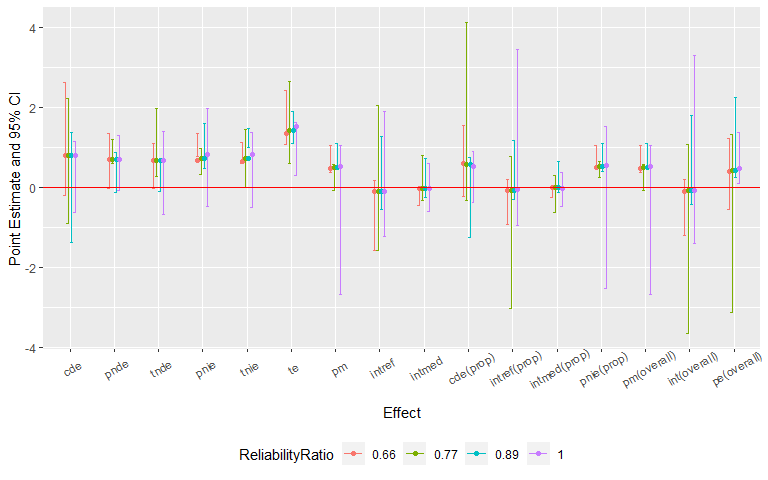 Point Estimate and 95% CI
4
2
0
-2
-4
cde
pnde
tnde
pnie
tnie
te
pm
intref
intmed
cde(prop)
intref(prop)
intmed(prop)
pnie(prop)
pm(overall)
int(overall)
pe(overall)
Effect
ReliabilityRatio 0.66 0.77 0.89 1